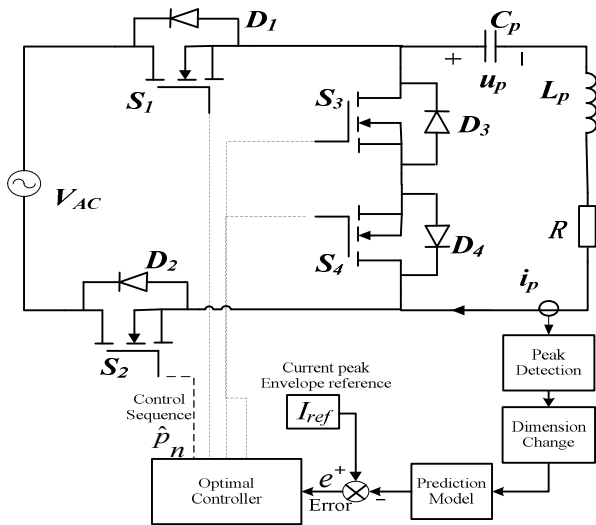 D1
S1
Cp
+
−
up
Lp
S3
D3
VAC
R
S4
D4
D2
ip
S2
Peak
Detection
Current peak
Envelope reference
Control
Sequence
Iref
Dimension
Change
p̂n
Optimal
Controller
e+
−
Error
Prediction
Model